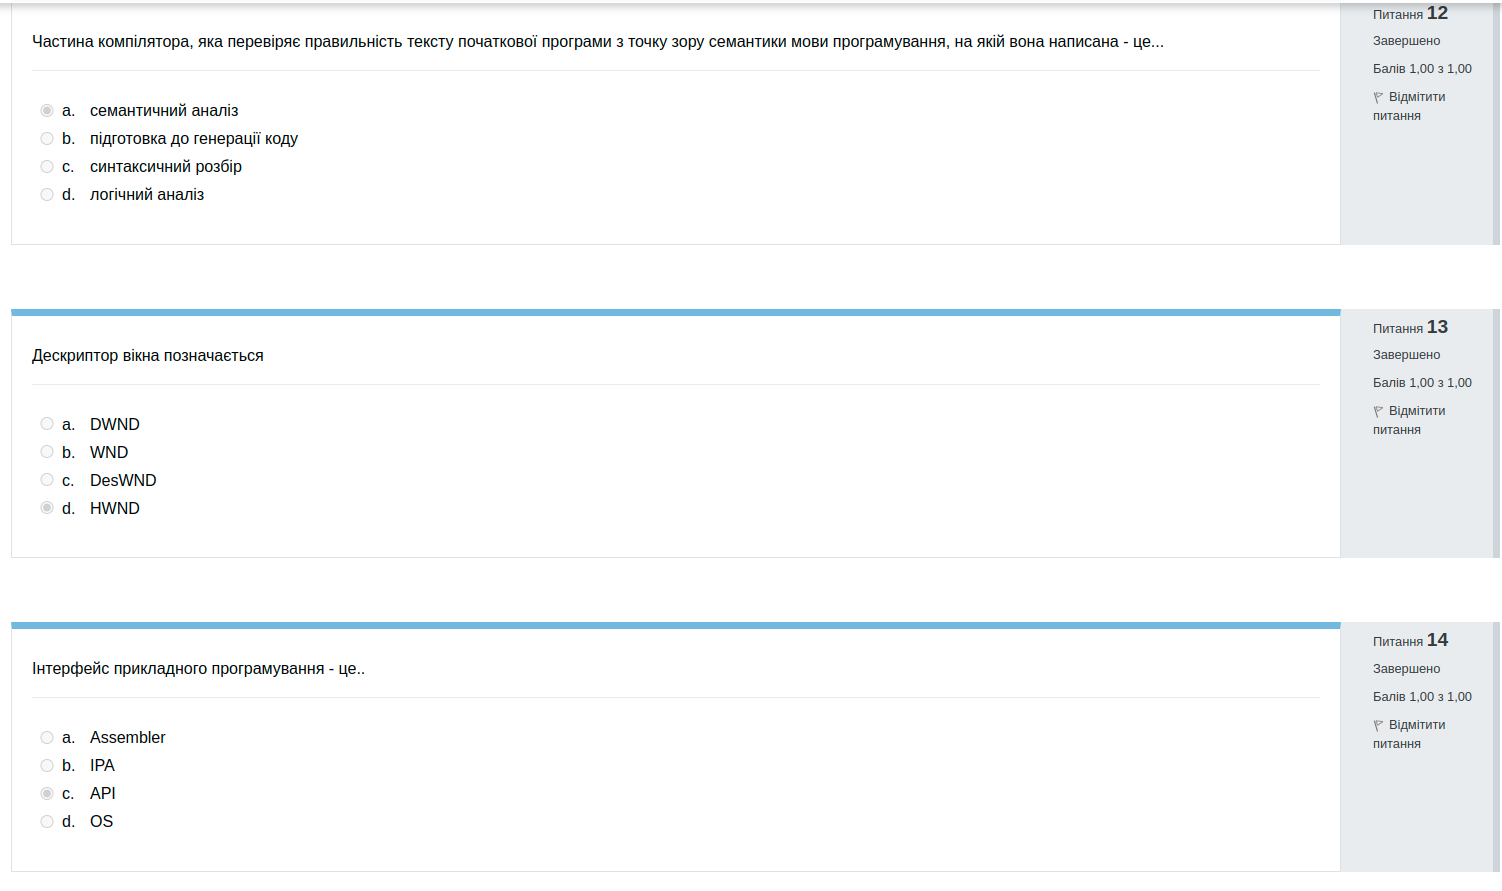 Питання 12
Частина компілятора, яка перевіряє правильність тексту початкової програми з точку зору семантики мови програмування, на якій вона написана - це...
Завершено
Балів 1,00 з 1,00
Відмітити
питання
a. семантичний аналіз
b. підготовка до генерації коду
c. синтаксичний розбір
d. логічний аналіз
Питання 13
Дескриптор вікна позначається
Завершено
Балів 1,00 з 1,00
Відмітити
питання
a. DWND
b. WND
c. DesWND
d. HWND
Питання 14
Інтерфейс прикладного програмування - це..
Завершено
Балів 1,00 з 1,00
Відмітити
питання
a. Assembler
b. IPA
c. API
d. OS